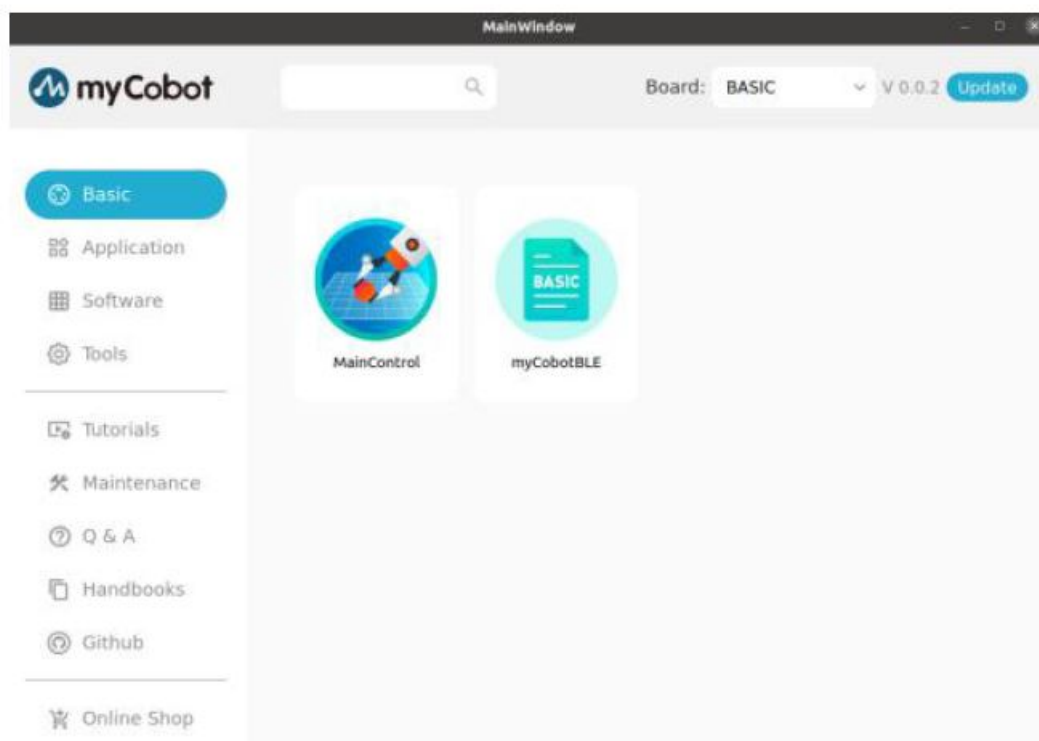 MainWindow
myCobot
Board: BASIC V 0.0.2 Update
Basic
Application
Software
Tools
BASIC
MainControl
myCobotBLE
Tutorials
Maintenance
Q & A
Handbooks
Github
Online Shop